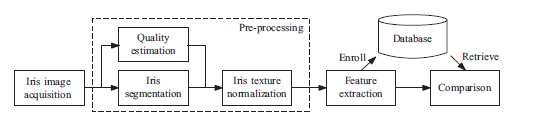 Pre-processing
Quality
estimation
Database
Enroll
Retrieve
Iris image
acquisition
Iris
segmentation
Iris texture
normalization
Feature
extraction
Comparison